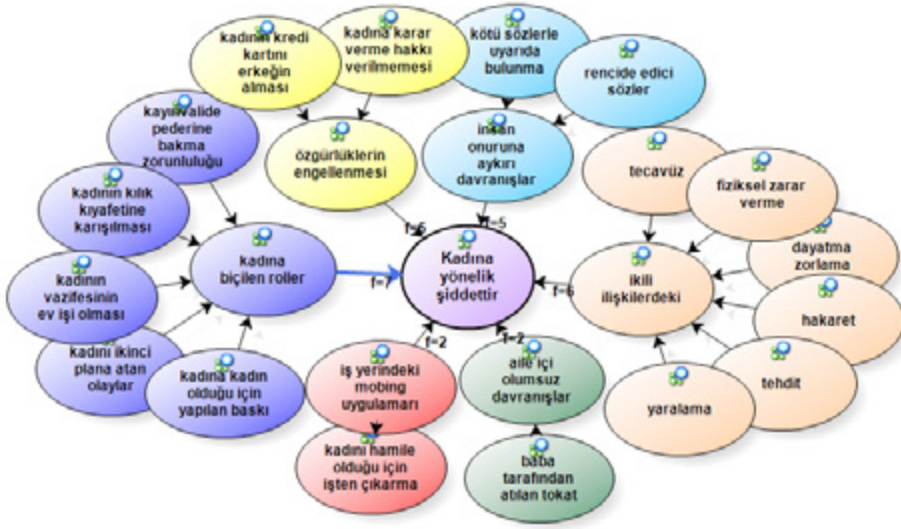 kadının kredi
kartını
erkeğin
alması
kadına karar
verme hakkı
verilmemesi
kötü sözlerle
uyarıda
bulunma
rencide edici
sözler
kayınvalide
pederine
bakma
zorunluluğu
özgürlüklerin
engellenmesi
insan
onuruna
aykırı
davranışlar
tecavüz
fiziksel zarar
verme
kadının kılık
kıyafetine
karışılması
f=5
Kadına
yönelik
şiddettir
kadına
biçilen roller
f=7
ikili
ilişkilerdeki
f=6
dayatma
zorlama
kadının
vazifesinin
ev işi olması
hakaret
kadını ikinci
plana atan
olaylar
kadına kadın
olduğu için
yapılan baskı
f=2
f=2
iş yerindeki
mobing
uygulamarı
aile içi
olumsuz
davranışlar
yaralama
tehdit
kadını hamile
olduğu için
işten çıkarma
baba
tarafından
atılan tokat